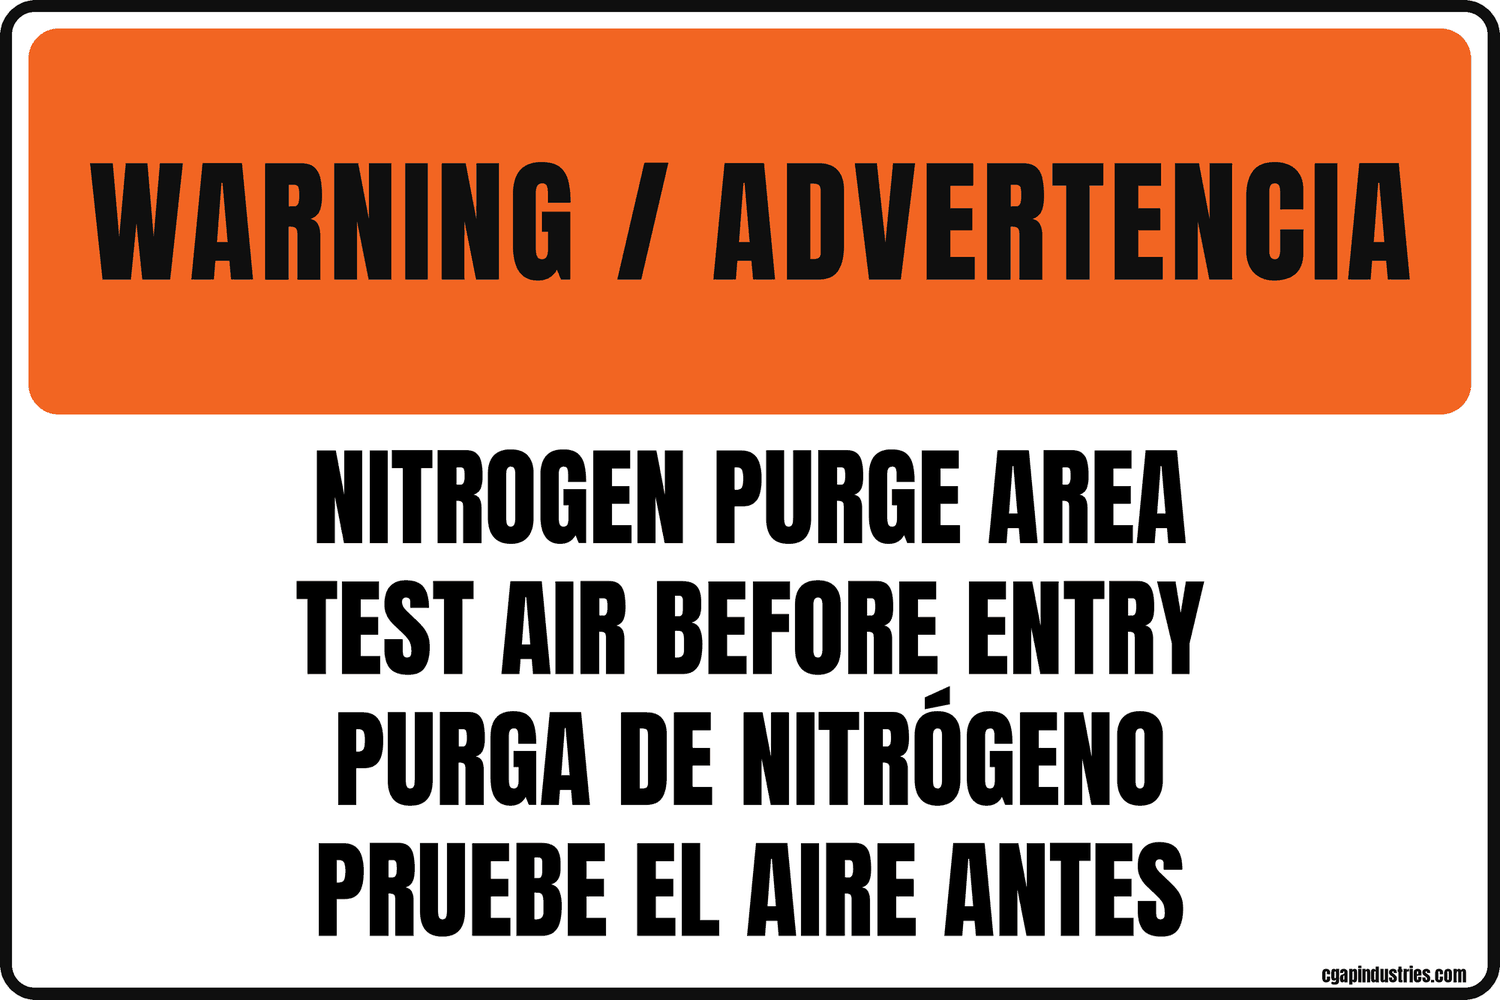 WARNING / ADVERTENCIA
NITROGEN PURGE AREA
TEST AIR BEFORE ENTRY
PURGA DE NITRÓGENO
PRUEBE EL AIRE ANTES
cgapindustries.com